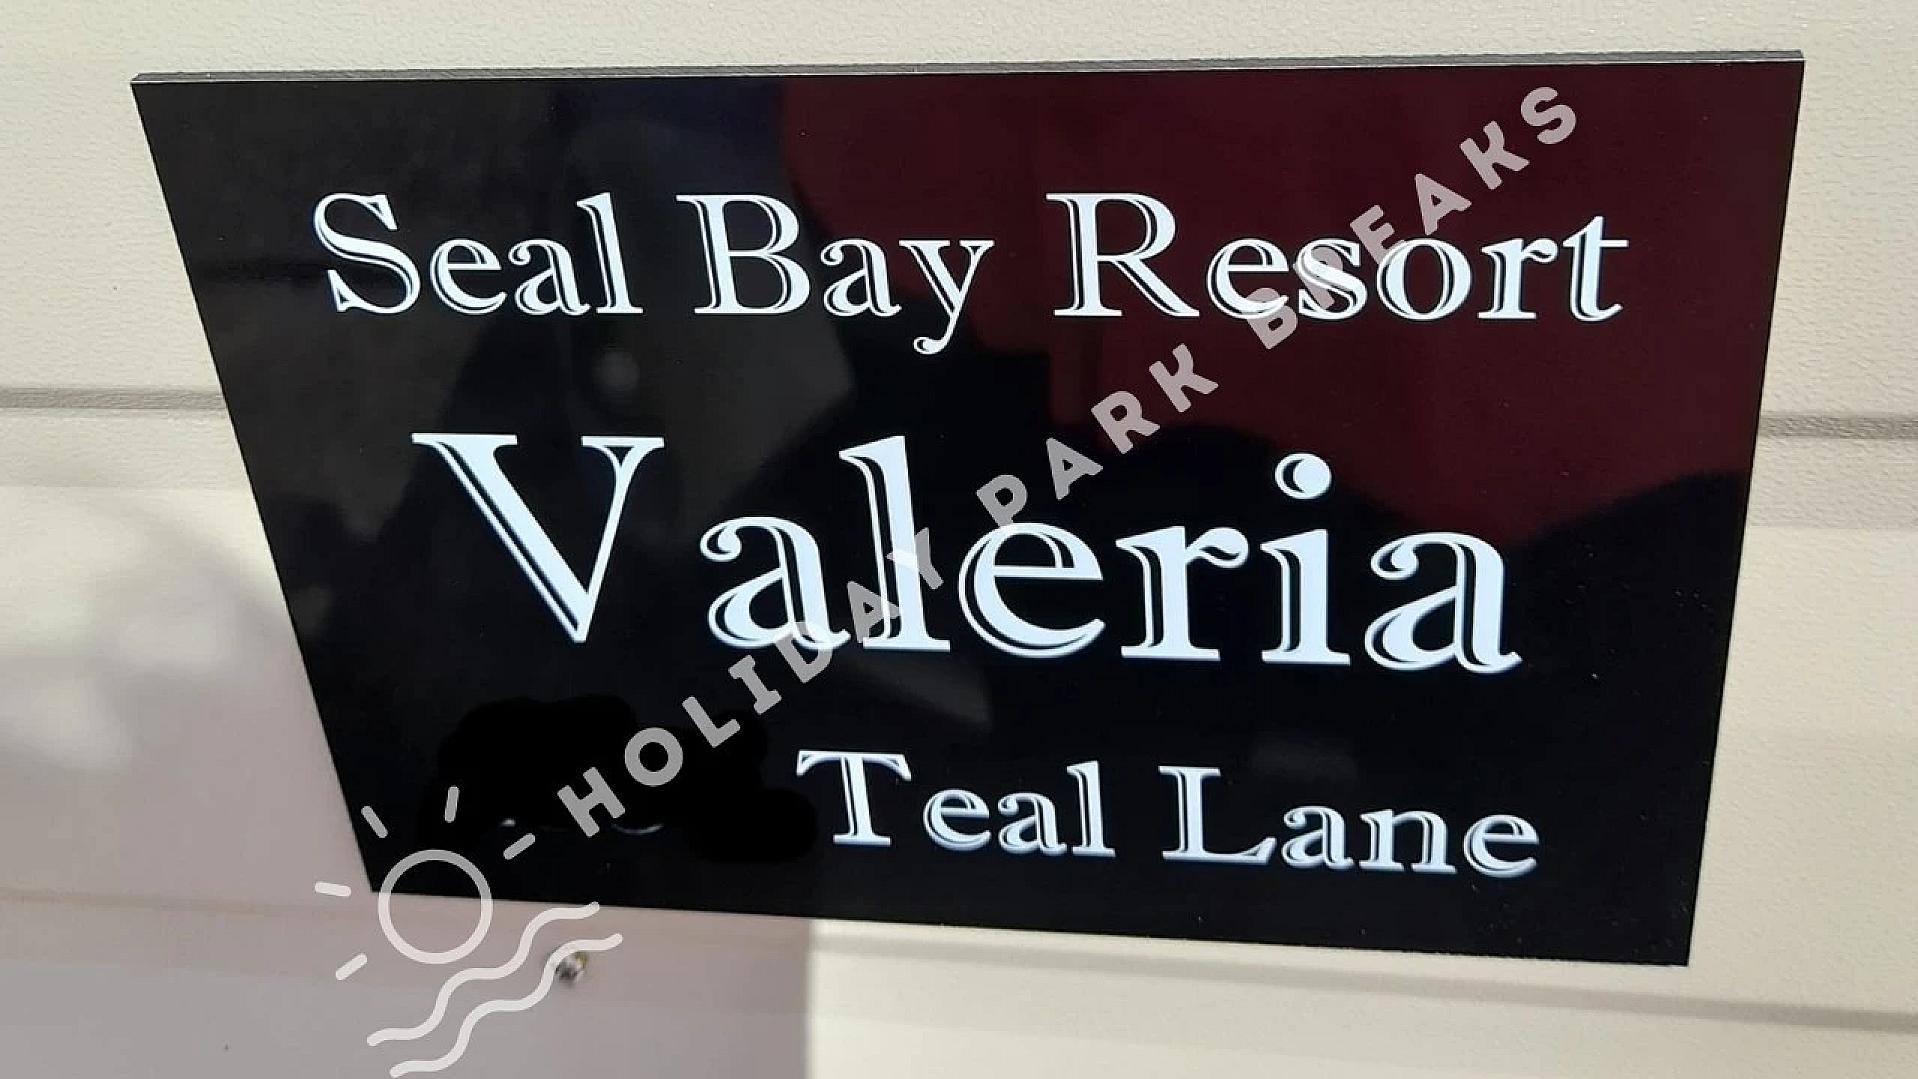 Seal Bay Resort
Valeria
Teal Lane
HOLIDAY PARK BREAKS